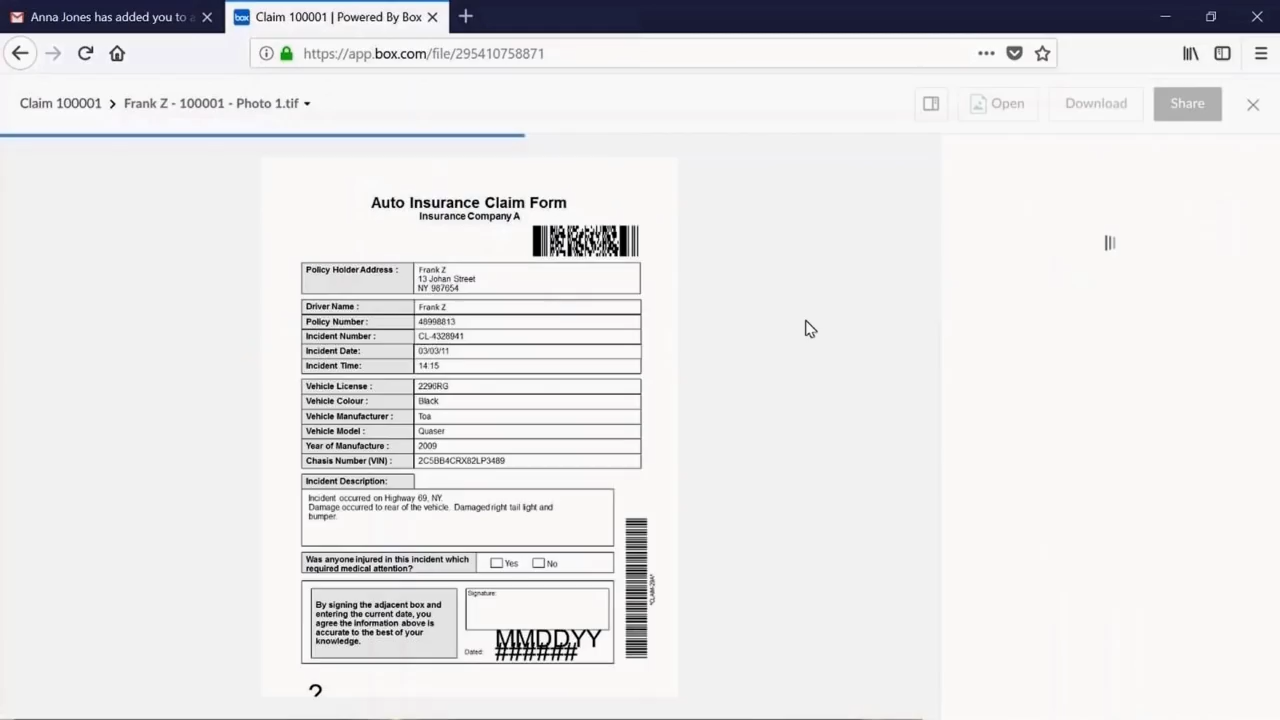 Anna Jones has added you to a
box
Claim 100001 | Powered By Box
https://app.box.com/file/295410758871
Claim 100001 > Frank Z - 100001 - Photo 1.tif
Open
Download
Share
Auto Insurance Claim Form
Insurance Company A
Policy Holder Address :
Frank Z
13 Johan Street
NY 987654
Driver Name : Frank Z
Policy Number : 48998813
Incident Number : CL-4328941
Incident Date: 03/03/11
Incident Time: 14:15
Vehicle License : 2296RG
Vehicle Colour : Black
Vehicle Manufacturer : Toa
Vehicle Model : Quaser
Year of Manufacture : 2009
Chasis Number (VIN) : 2C5BB4CRX82LP3489
Incident Description:
Incident occurred on Highway 69, NY.
Damage occurred to rear of the vehicle. Damaged right tail light and
bumper.
Was anyone injured in this incident which
required medical attention?
Yes
No
By signing the adjacent box and
entering the current date, you
agree the information above is
accurate to the best of your
knowledge.
Signature:
MMDDYY
Dated: ######
?